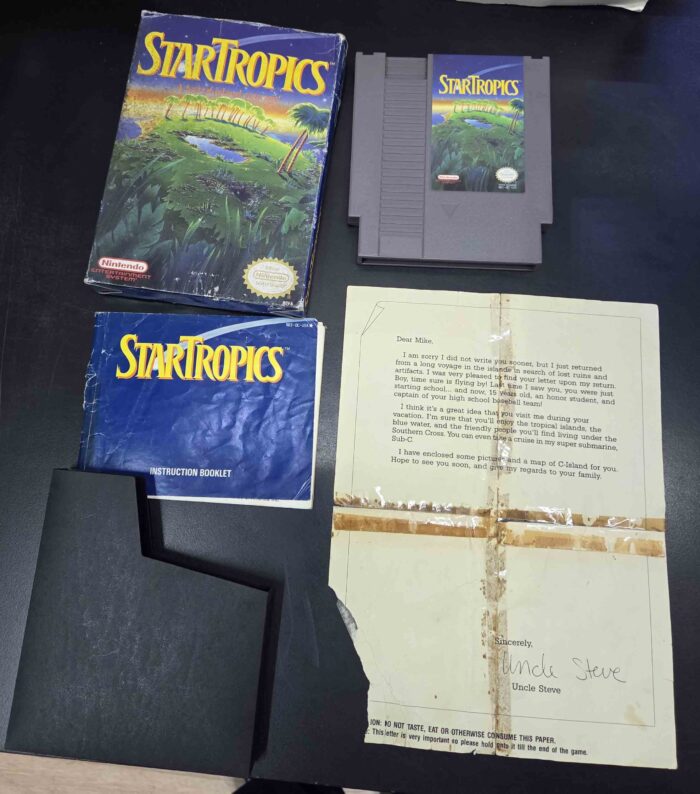 STARTROPICS™
Nintendo
ENTERTAINMENT
SYSTEM®
Nintendo
STARTROPICS
Nintendo
STARTROPICS™
INSTRUCTION BOOKLET
Dear Mike,
I am sorry I did not write you sooner, but I just returned
from a long voyage in the islands in search of lost ruins and
artifacts. I was very pleased to find your letter upon my return.
Boy, time sure is flying by! Last time I saw you, you were just
starting school... and now, 15 years old, an honor student, and
captain of your high school baseball team!
I think it's a great idea that you visit me during your
vacation. I'm sure that you'll enjoy the tropical islands, the
blue water, and the friendly people you'll find living under the
Southern Cross. You can even take a cruise in my super submarine,
Sub-C.
I have enclosed some pictures and a map of C-Island for you.
Hope to see you soon, and give my regards to your family.
Sincerely,
Uncle Steve
Uncle Steve
ION: DO NOT TASTE, EAT OR OTHERWISE CONSUME THIS PAPER.
: This letter is very important so please hold onto it till the end of the game.